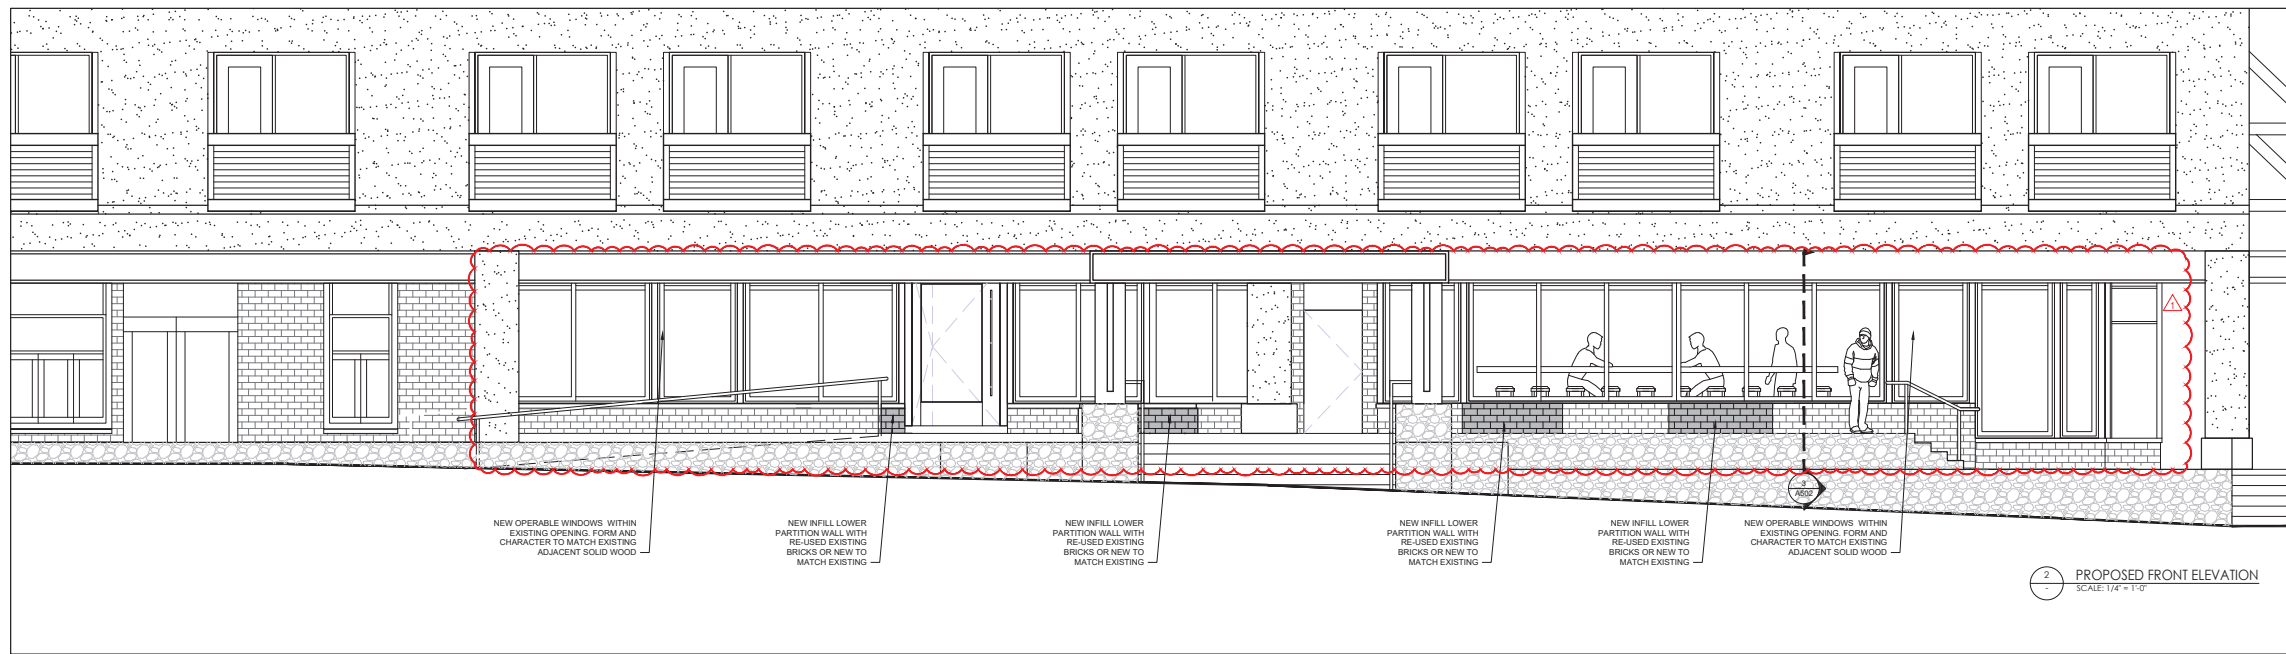 1
3
A502
NEW OPERABLE WINDOWS WITHIN
EXISTING OPENING. FORM AND
CHARACTER TO MATCH EXISTING
ADJACENT SOLID WOOD
NEW INFILL LOWER
PARTITION WALL WITH
RE-USED EXISTING
BRICKS OR NEW TO
MATCH EXISTING
NEW INFILL LOWER
PARTITION WALL WITH
RE-USED EXISTING
BRICKS OR NEW TO
MATCH EXISTING
NEW INFILL LOWER
PARTITION WALL WITH
RE-USED EXISTING
BRICKS OR NEW TO
MATCH EXISTING
NEW INFILL LOWER
PARTITION WALL WITH
RE-USED EXISTING
BRICKS OR NEW TO
MATCH EXISTING
NEW OPERABLE WINDOWS WITHIN
EXISTING OPENING. FORM AND
CHARACTER TO MATCH EXISTING
ADJACENT SOLID WOOD
2
-
PROPOSED FRONT ELEVATION
SCALE: 1/4" = 1'-0"